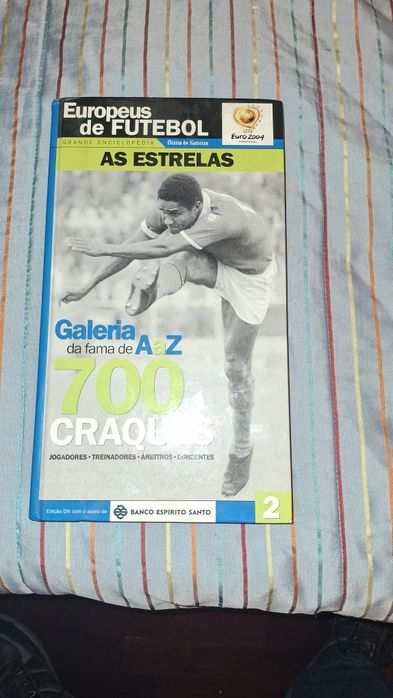 Europeus
de FUTEBOL
GRANDE ENCICLOPÉDIA
Diário de Notícias
Euro 2004
AS ESTRELAS
Galeria
da fama de AaZ
700
CRAQUES
JOGADORES • TREINADORES • ÁRBITROS • DIRIGENTES
Edição DN com o apoio de
BANCO ESPIRITO SANTO
2